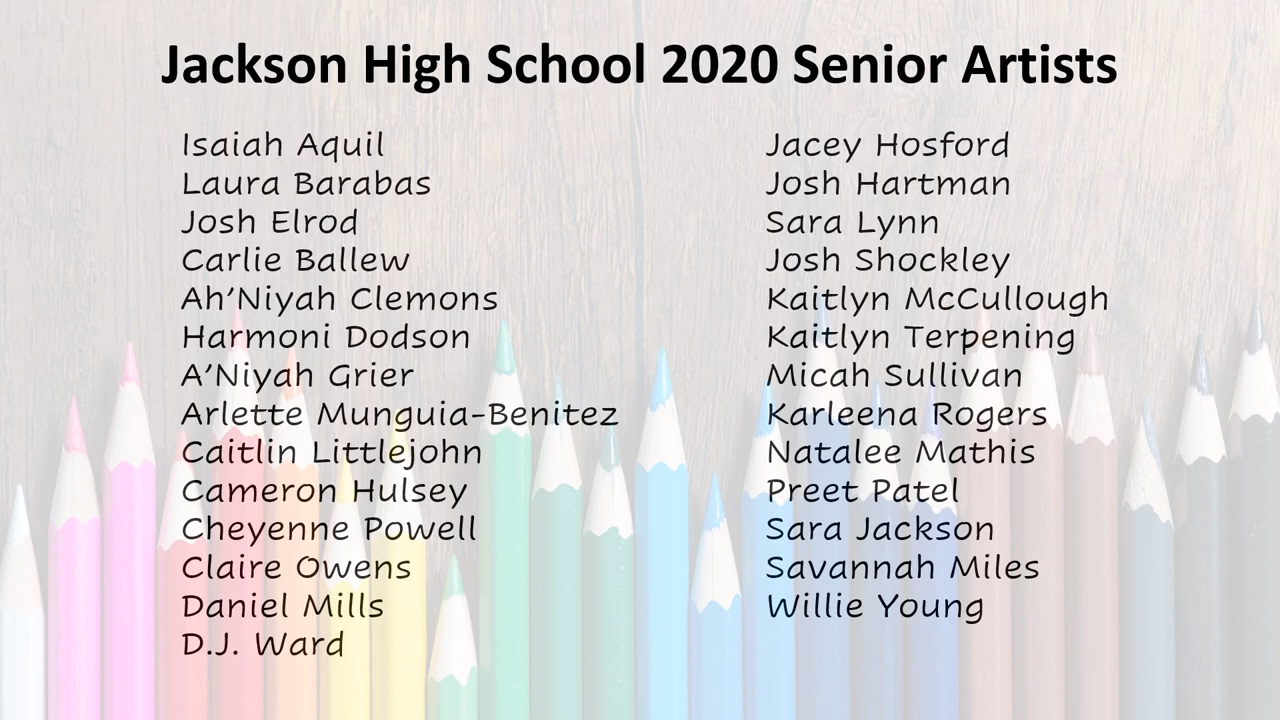 Jackson High School 2020 Senior Artists
Isaiah Aquil
Laura Barabas
Josh Elrod
Carlie Ballew
Ah’Niyah Clemons
Harmoni Dodson
A’Niyah Grier
Arlette Munguia-Benitez
Caitlin Littlejohn
Cameron Hulsey
Cheyenne Powell
Claire Owens
Daniel Mills
D.J. Ward
Jacey Hosford
Josh Hartman
Sara Lynn
Josh Shockley
Kaitlyn McCullough
Kaitlyn Terpening
Micah Sullivan
Karleena Rogers
Natalee Mathis
Preet Patel
Sara Jackson
Savannah Miles
Willie Young